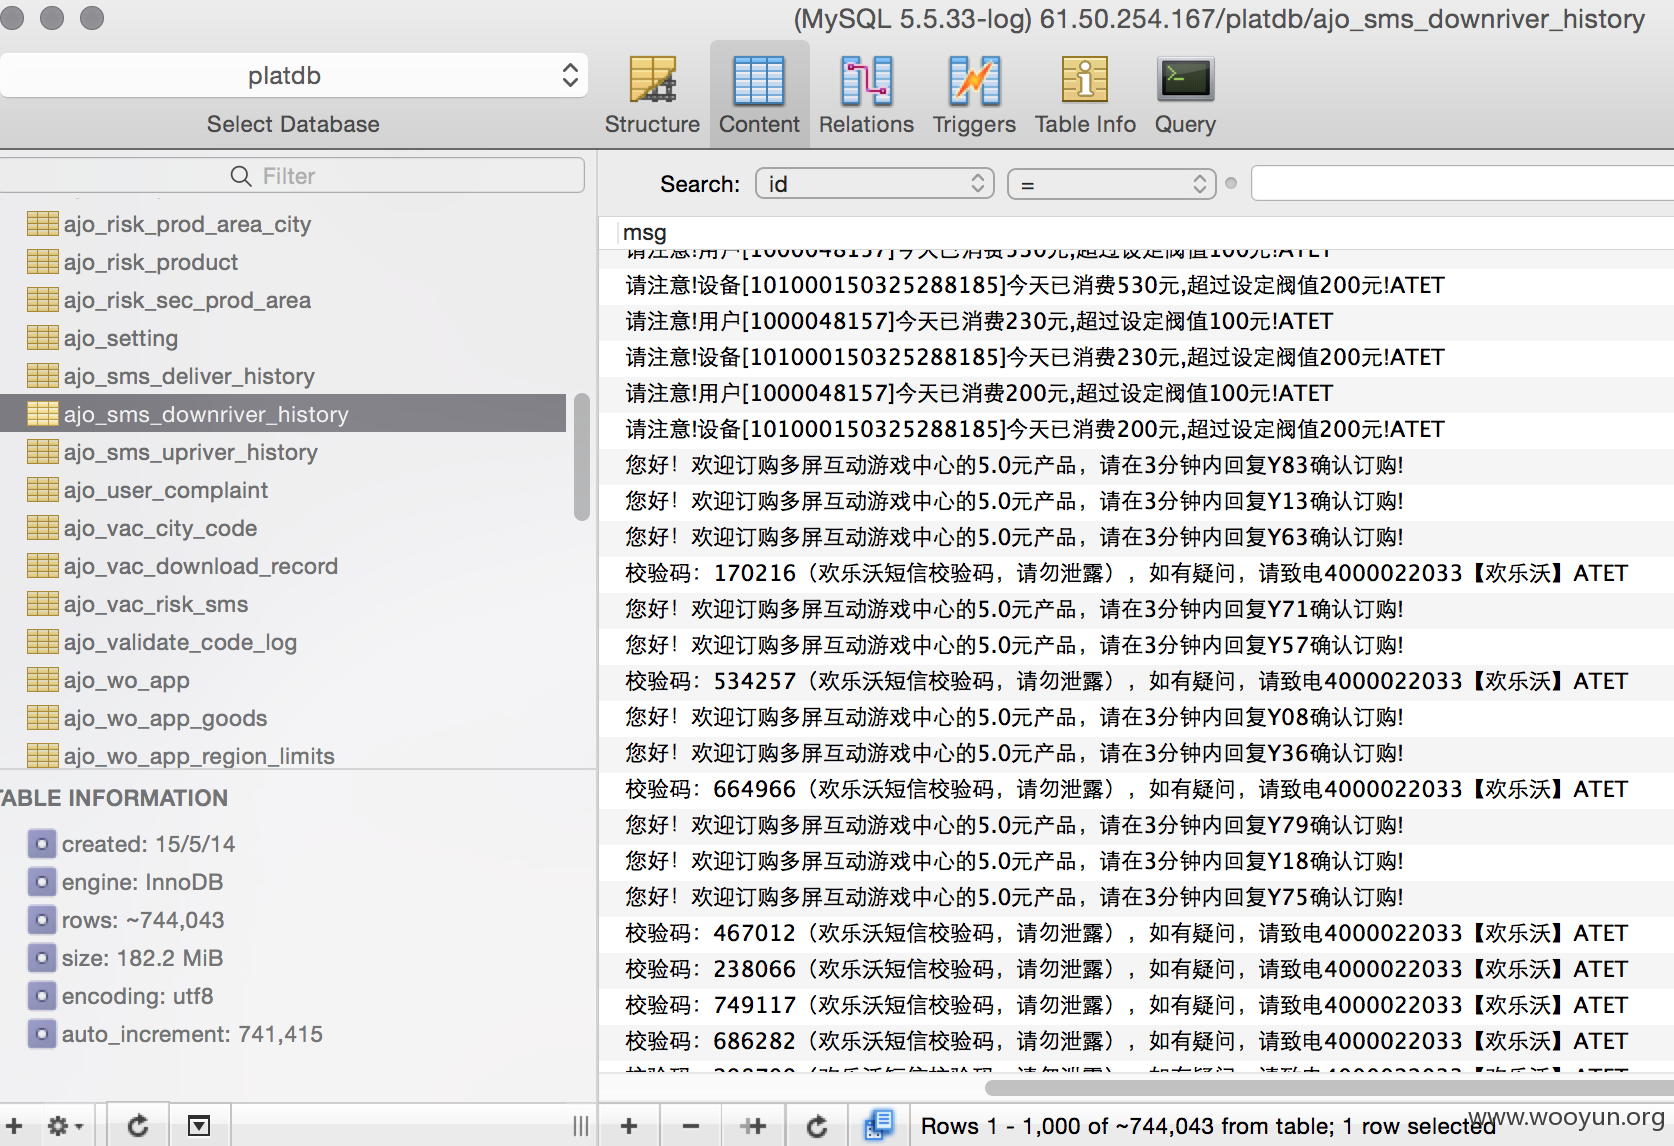 (MySQL 5.5.33-log) 61.50.254.167/platdb/ajo_sms_downriver_history
platdb
Select Database
Structure
Content
Relations
Triggers
Table Info
Query
Filter
Search:
id
=
ajo_risk_prod_area_city
ajo_risk_product
ajo_risk_sec_prod_area
ajo_setting
ajo_sms_deliver_history
ajo_sms_downriver_history
ajo_sms_upriver_history
ajo_user_complaint
ajo_vac_city_code
ajo_vac_download_record
ajo_vac_risk_sms
ajo_validate_code_log
ajo_wo_app
ajo_wo_app_goods
ajo_wo_app_region_limits
TABLE INFORMATION
created: 15/5/14
engine: InnoDB
rows: ~744,043
size: 182.2 MiB
encoding: utf8
auto_increment: 741,415
msg
请注意!用户[1000048157]今天已消费530元,超过设定阀值100元!ATET
请注意!设备[101000150325288185]今天已消费530元,超过设定阀值200元!ATET
请注意!用户[1000048157]今天已消费230元,超过设定阀值100元!ATET
请注意!设备[101000150325288185]今天已消费230元,超过设定阀值200元!ATET
请注意!用户[1000048157]今天已消费200元,超过设定阀值100元!ATET
请注意!设备[101000150325288185]今天已消费200元,超过设定阀值200元!ATET
您好！欢迎订购多屏互动游戏中心的5.0元产品，请在3分钟内回复Y83确认订购!
您好！欢迎订购多屏互动游戏中心的5.0元产品，请在3分钟内回复Y13确认订购!
您好！欢迎订购多屏互动游戏中心的5.0元产品，请在3分钟内回复Y63确认订购!
校验码：170216（欢乐沃短信校验码，请勿泄露），如有疑问，请致电4000022033【欢乐沃】ATET
您好！欢迎订购多屏互动游戏中心的5.0元产品，请在3分钟内回复Y71确认订购!
您好！欢迎订购多屏互动游戏中心的5.0元产品，请在3分钟内回复Y57确认订购!
校验码：534257（欢乐沃短信校验码，请勿泄露），如有疑问，请致电4000022033【欢乐沃】ATET
您好！欢迎订购多屏互动游戏中心的5.0元产品，请在3分钟内回复Y08确认订购!
您好！欢迎订购多屏互动游戏中心的5.0元产品，请在3分钟内回复Y36确认订购!
校验码：664966（欢乐沃短信校验码，请勿泄露），如有疑问，请致电4000022033【欢乐沃】ATET
您好！欢迎订购多屏互动游戏中心的5.0元产品，请在3分钟内回复Y79确认订购!
您好！欢迎订购多屏互动游戏中心的5.0元产品，请在3分钟内回复Y18确认订购!
您好！欢迎订购多屏互动游戏中心的5.0元产品，请在3分钟内回复Y75确认订购!
校验码：467012（欢乐沃短信校验码，请勿泄露），如有疑问，请致电4000022033【欢乐沃】ATET
校验码：238066（欢乐沃短信校验码，请勿泄露），如有疑问，请致电4000022033【欢乐沃】ATET
校验码：749117（欢乐沃短信校验码，请勿泄露），如有疑问，请致电4000022033【欢乐沃】ATET
校验码：686282（欢乐沃短信校验码，请勿泄露），如有疑问，请致电4000022033【欢乐沃】ATET
Rows 1 - 1,000 of ~744,043 from table; 1 row selected
www.wooyun.org